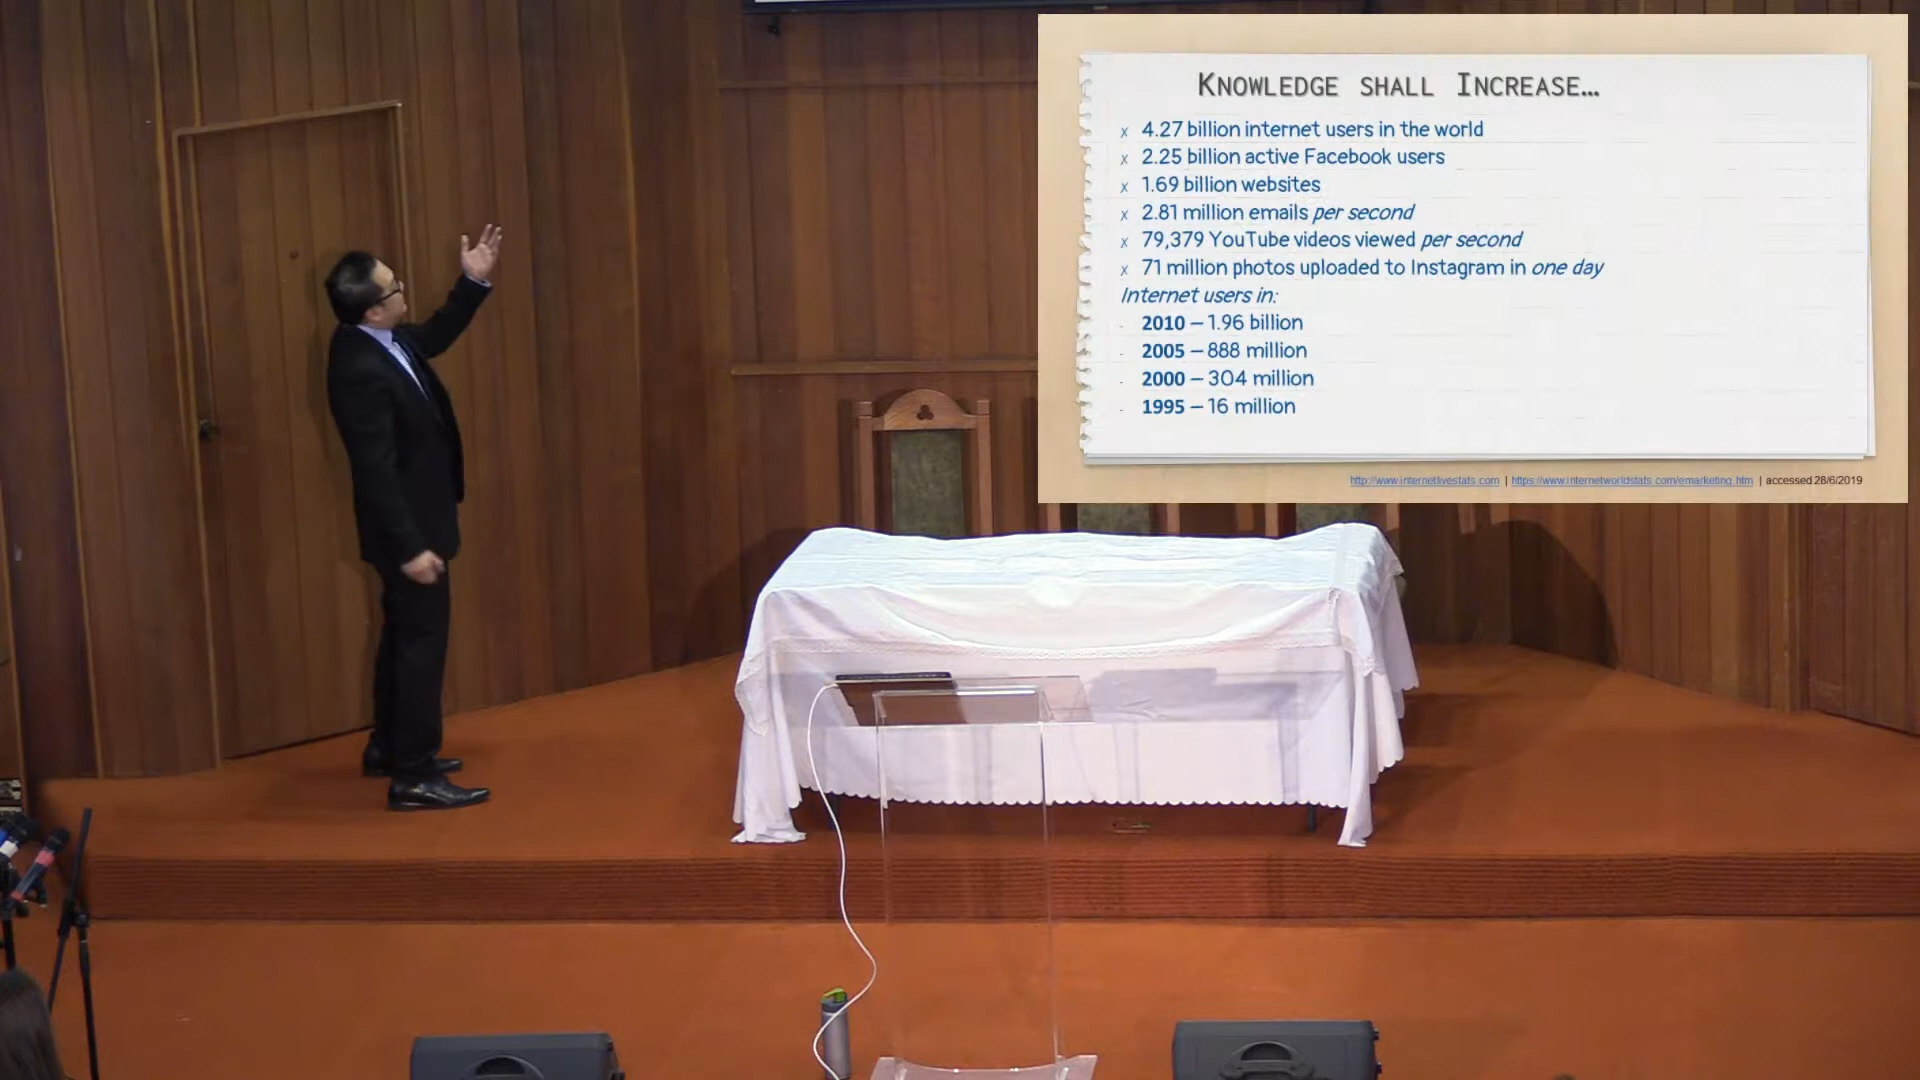 Knowledge shall Increase...
x 4.27 billion internet users in the world
x 2.25 billion active Facebook users
x 1.69 billion websites
x 2.81 million emails per second
x 79,379 YouTube videos viewed per second
x 71 million photos uploaded to Instagram in one day
Internet users in:
- 2010 – 1.96 billion
- 2005 – 888 million
- 2000 – 304 million
- 1995 – 16 million
http://www.internetlivestats.com | https://www.internetworldstats.com/emarketing.htm | accessed 28/6/2019